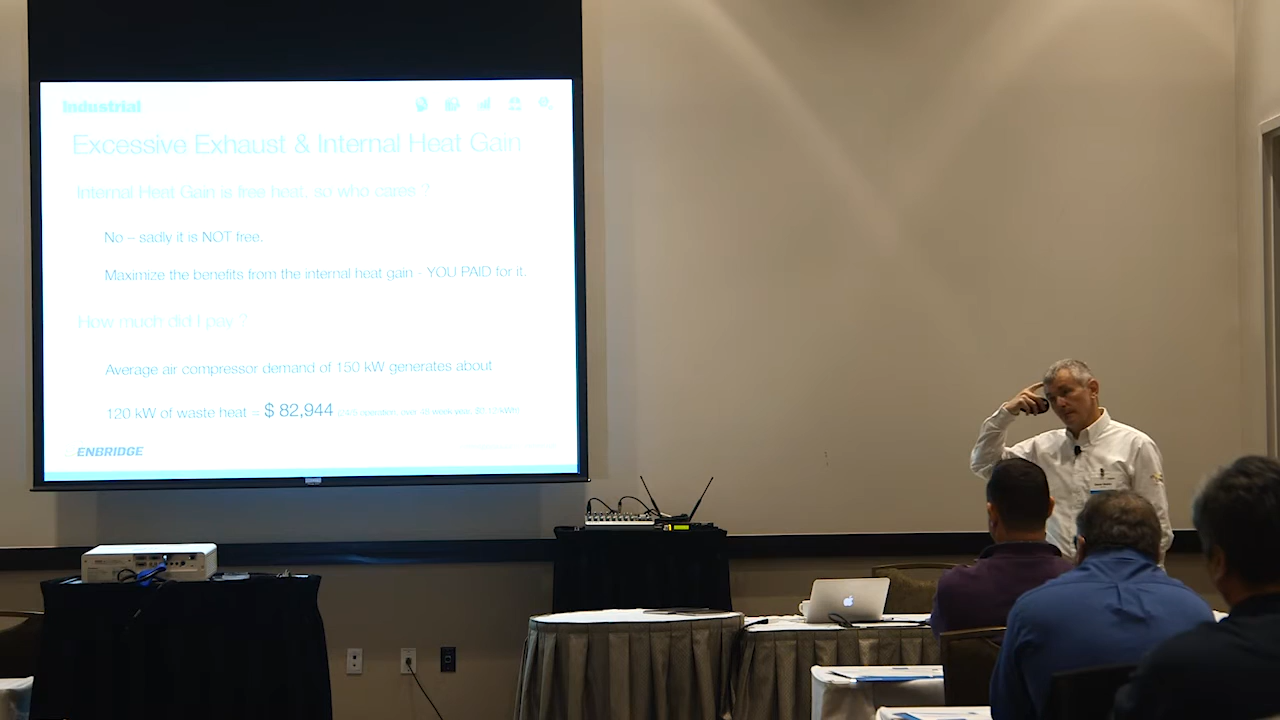 Industrial
Excessive Exhaust & Internal Heat Gain
Internal Heat Gain is free heat, so who cares ?
No – sadly it is NOT free.
Maximize the benefits from the internal heat gain - YOU PAID for it.
How much did I pay ?
Average air compressor demand of 150 kW generates about
120 kW of waste heat = $ 82,944
ENBRIDGE